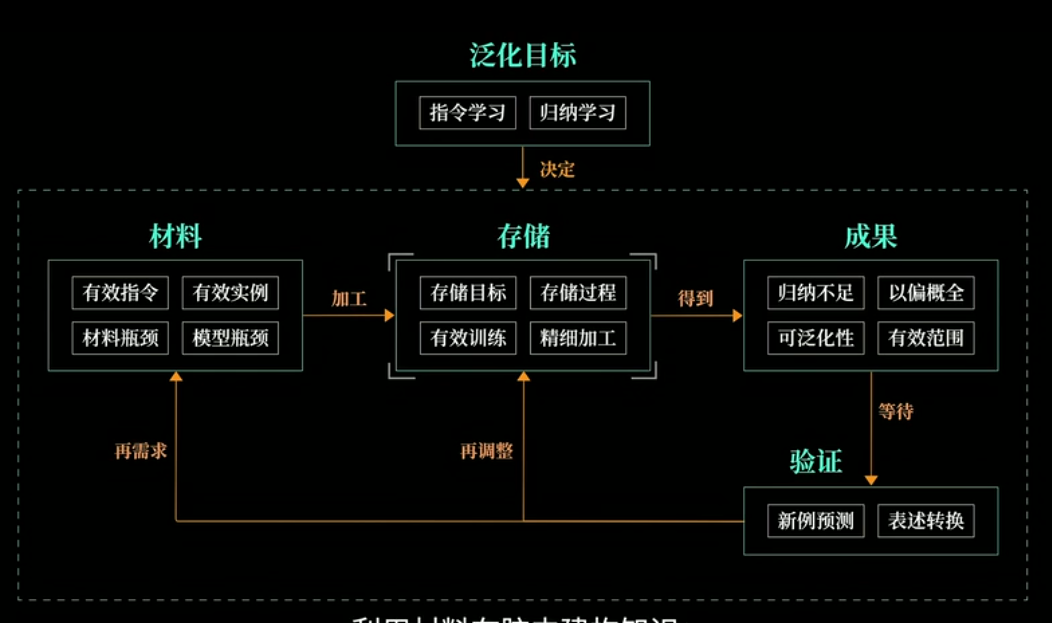 泛化目标
指令学习 归纳学习
决定
材料 存储 成果
有效指令 有效实例 加工 存储目标 存储过程 得到 归纳不足 以偏概全
材料瓶颈 模型瓶颈 有效训练 精细加工 可泛化性 有效范围
等待
再需求 再调整
验证
新例预测 表述转换